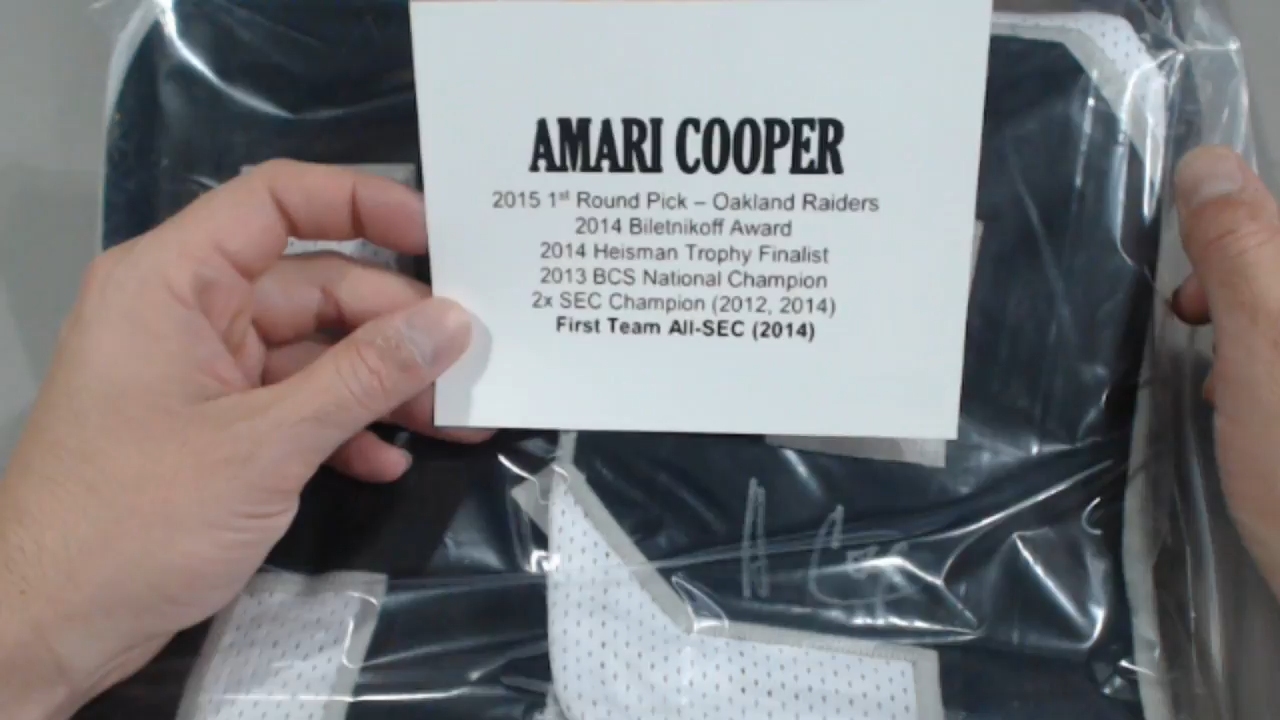 AMARI COOPER
2015 1st Round Pick – Oakland Raiders
2014 Biletnikoff Award
2014 Heisman Trophy Finalist
2013 BCS National Champion
2x SEC Champion (2012, 2014)
First Team All-SEC (2014)